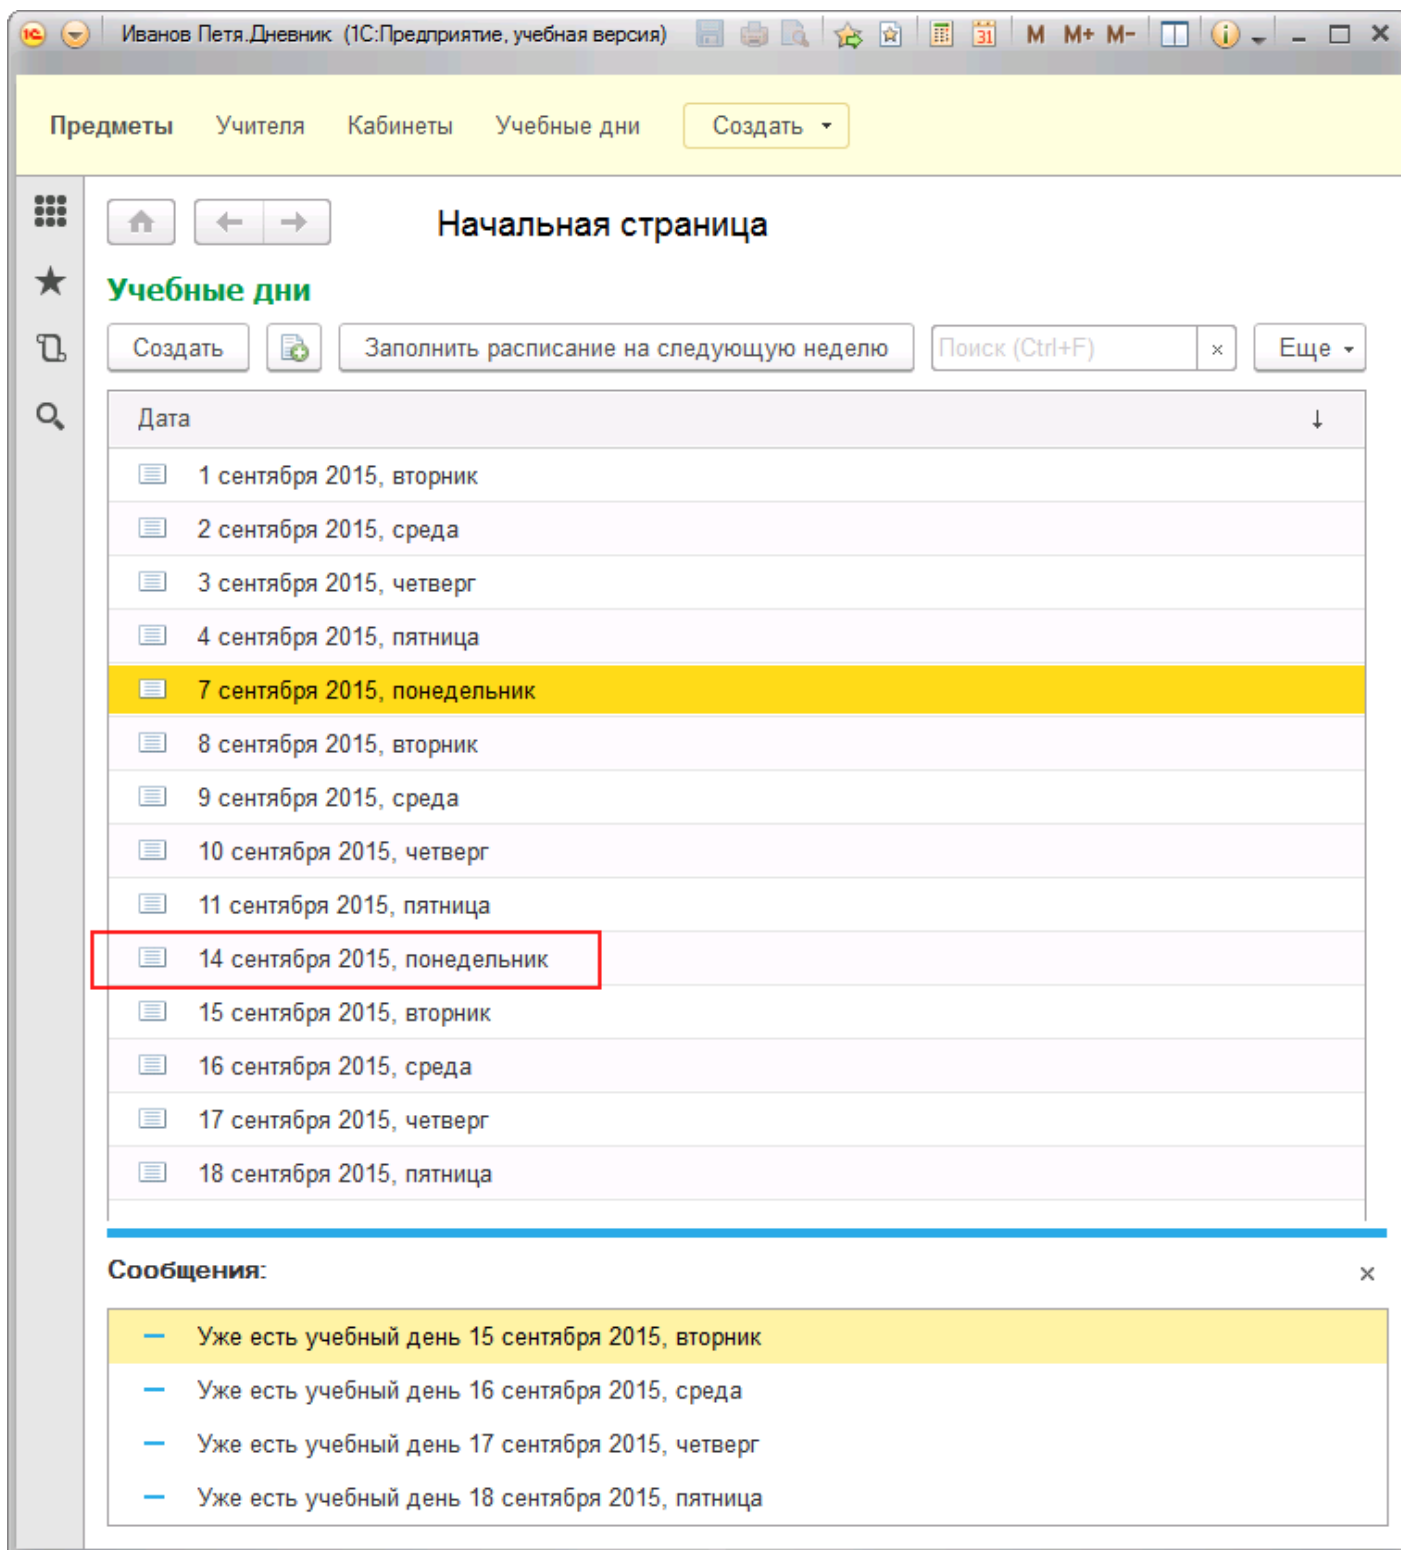 Иванов Петя.Дневник (1С:Предприятие, учебная версия) 31 M M+ M-
Предметы Учителя Кабинеты Учебные дни Создать
Начальная страница
Учебные дни
Создать Заполнить расписание на следующую неделю Поиск (Ctrl+F) × Еще
Дата ↓
1 сентября 2015, вторник
2 сентября 2015, среда
3 сентября 2015, четверг
4 сентября 2015, пятница
7 сентября 2015, понедельник
8 сентября 2015, вторник
9 сентября 2015, среда
10 сентября 2015, четверг
11 сентября 2015, пятница
14 сентября 2015, понедельник
15 сентября 2015, вторник
16 сентября 2015, среда
17 сентября 2015, четверг
18 сентября 2015, пятница
Сообщения:
Уже есть учебный день 15 сентября 2015, вторник
Уже есть учебный день 16 сентября 2015, среда
Уже есть учебный день 17 сентября 2015, четверг
Уже есть учебный день 18 сентября 2015, пятница